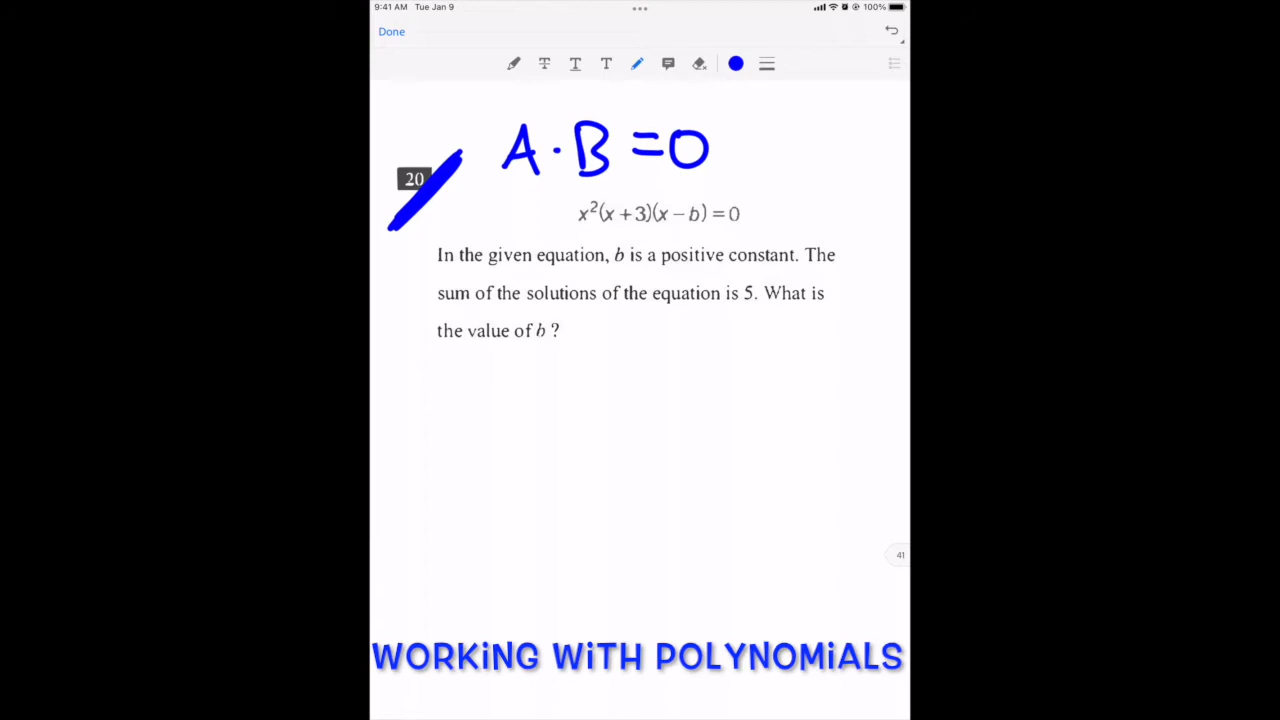 9:41 AM Tue Jan 9
100%
Done
A · B = 0
20
x²(x + 3)(x − b) = 0
In the given equation, b is a positive constant. The
sum of the solutions of the equation is 5. What is
the value of b ?
41
WORKiNG WiTH POLYNOMiALS